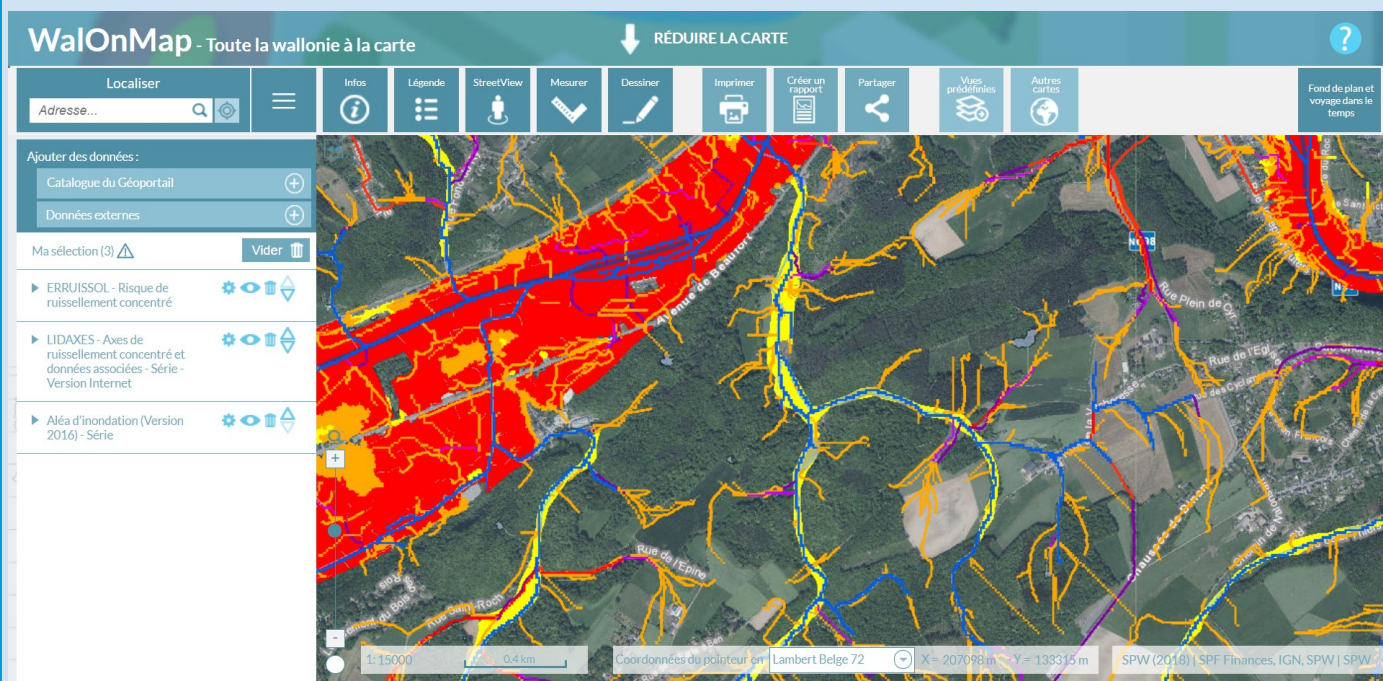 WalOnMap - Toute la wallonie à la carte
RÉDUIRE LA CARTE
?
Localiser
Adresse...
Infos
Légende
StreetView
Mesurer
Dessiner
Imprimer
Créer un
rapport
Partager
Vues
prédéfinies
Autres
cartes
Fond de plan et
voyage dans le
temps
Ajouter des données :
Catalogue du Géoportail
Données externes
Ma sélection (3)
Vider
ERRUISSOL - Risque de
ruissellement concentré
LIDAXES - Axes de
ruissellement concentré et
données associées - Série -
Version Internet
Aléa d'inondation (Version
2016) - Série
Avenue de Beaufort
N698
Rue Plein de Cyr
Rue de l'Egl
Chaussée de Dinant
Rue de l'Epine
Rue Saint-Roch
+
-
1: 15000
0.4 km
Coordonnées du pointeur en
Lambert Belge 72
X = 207098 m
Y = 133315 m
SPW (2018) | SPF Finances, IGN, SPW | SPW